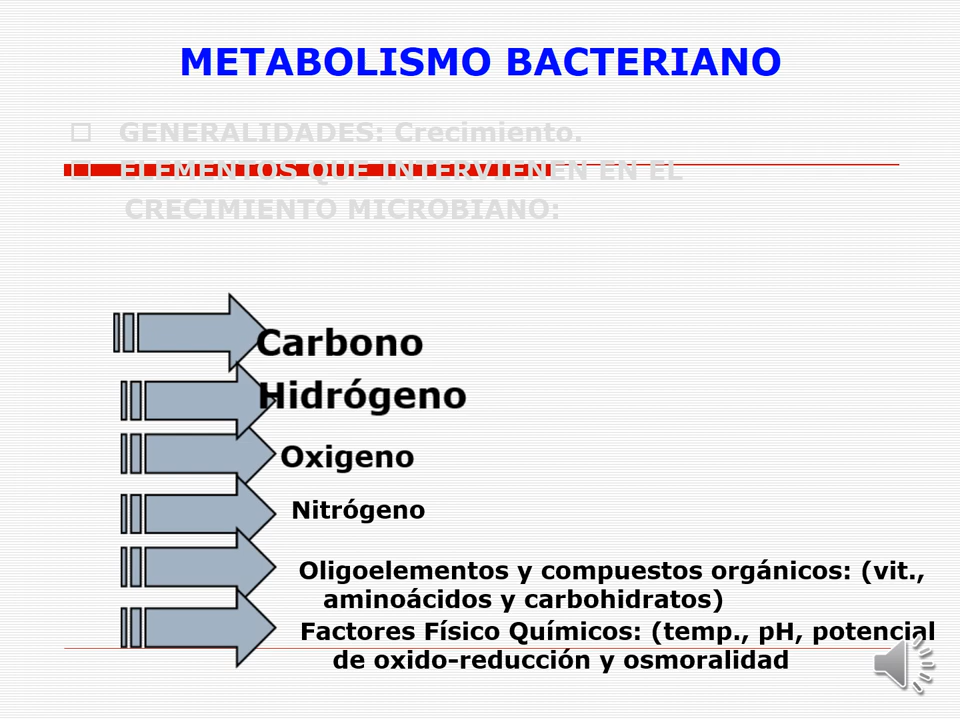 METABOLISMO BACTERIANO
GENERALIDADES: Crecimiento.
ELEMENTOS QUE INTERVIENEN EN EL
CRECIMIENTO MICROBIANO:
Carbono
Hidrógeno
Oxigeno
Nitrógeno
Oligoelementos y compuestos orgánicos: (vit.,
aminoácidos y carbohidratos)
Factores Físico Químicos: (temp., pH, potencial
de oxido-reducción y osmoralidad